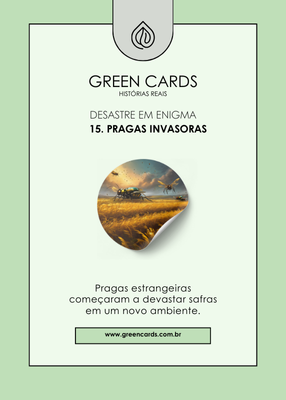 GREEN CARDS
HISTÓRIAS REAIS
DESASTRE EM ENIGMA
15. PRAGAS INVASORAS
Pragas estrangeiras
começaram a devastar safras
em um novo ambiente.
www.greencards.com.br